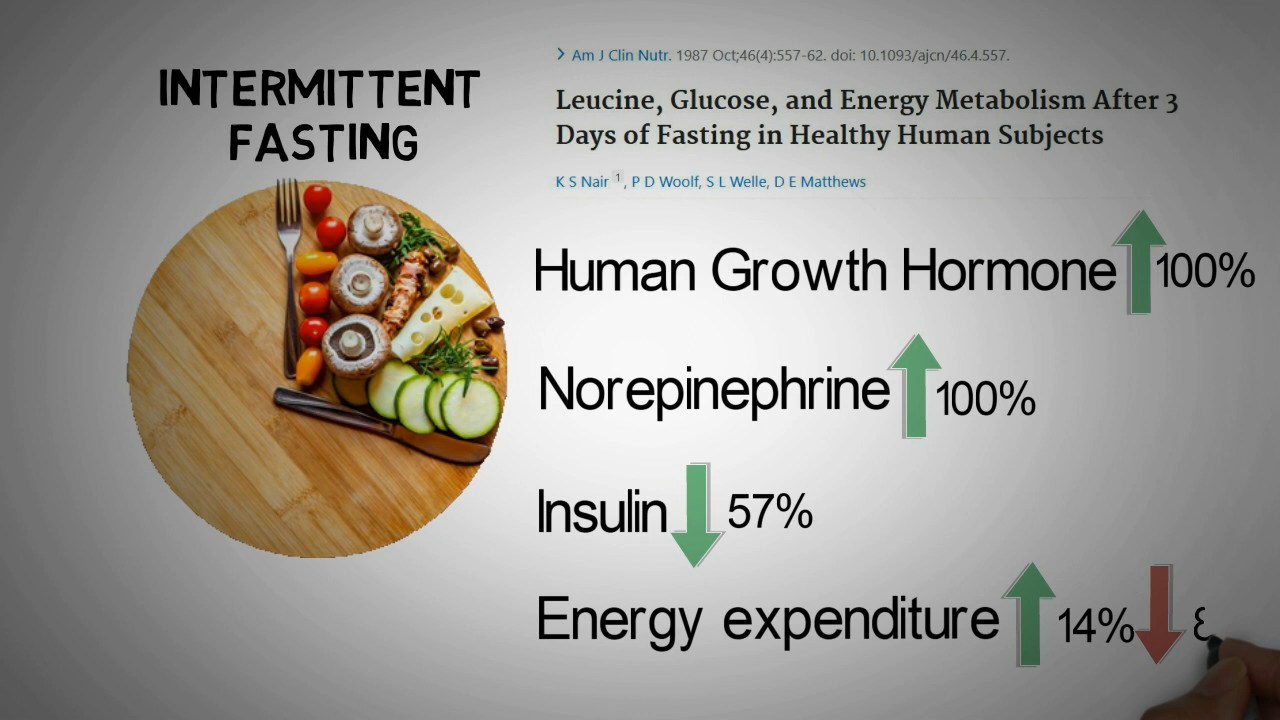 INTERMITTENT
FASTING
Am J Clin Nutr. 1987 Oct;46(4):557-62. doi: 10.1093/ajcn/46.4.557.
Leucine, Glucose, and Energy Metabolism After 3
Days of Fasting in Healthy Human Subjects
K S Nair 1, P D Woolf, S L Welle, D E Matthews
Human Growth Hormone 100%
Norepinephrine 100%
Insulin 57%
Energy expenditure 14%